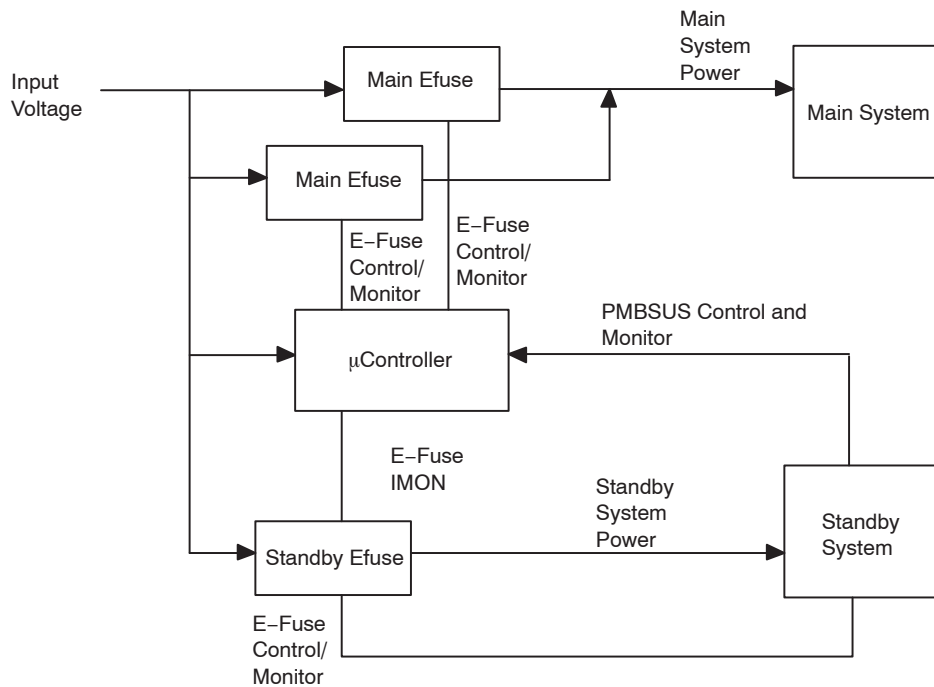 Main
System
Power
Input
Voltage
Main Efuse
Main System
Main Efuse
E−Fuse
Control/
Monitor
E−Fuse
Control/
Monitor
PMBSUS Control and
Monitor
μController
E−Fuse
IMON
Standby
System
Power
Standby
System
Standby Efuse
E−Fuse
Control/
Monitor